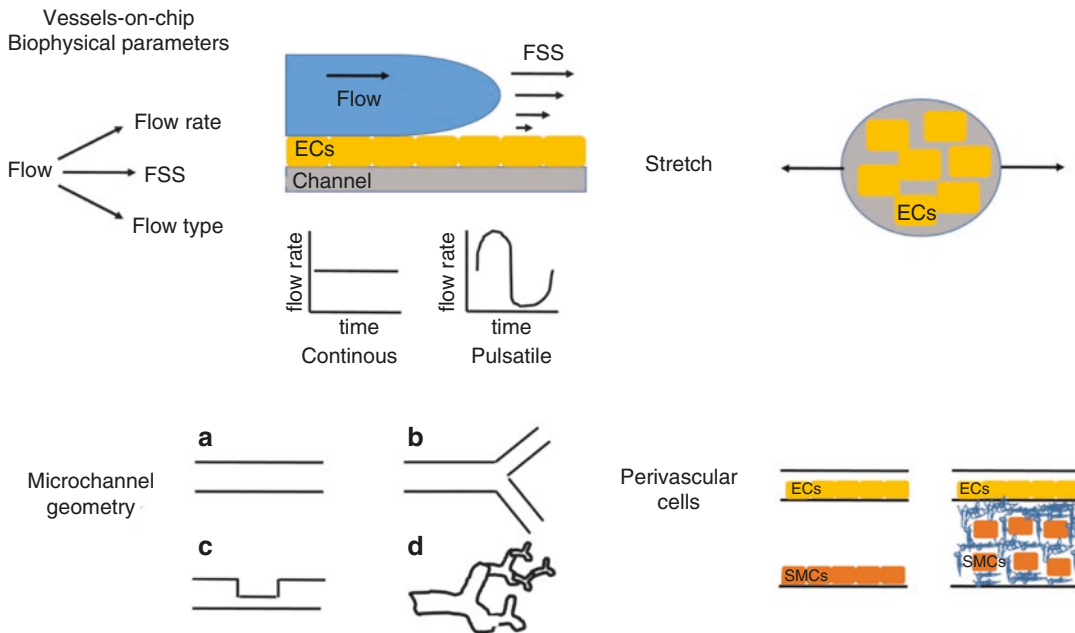 Vessels-on-chip
Biophysical parameters
Flow
Flow rate
FSS
Flow type
Flow
FSS
ECs
Channel
flow rate
time
Continous
flow rate
time
Pulsatile
Stretch
ECs
Microchannel
geometry
a
b
c
d
Perivascular
cells
ECs
SMCs
ECs
SMCs